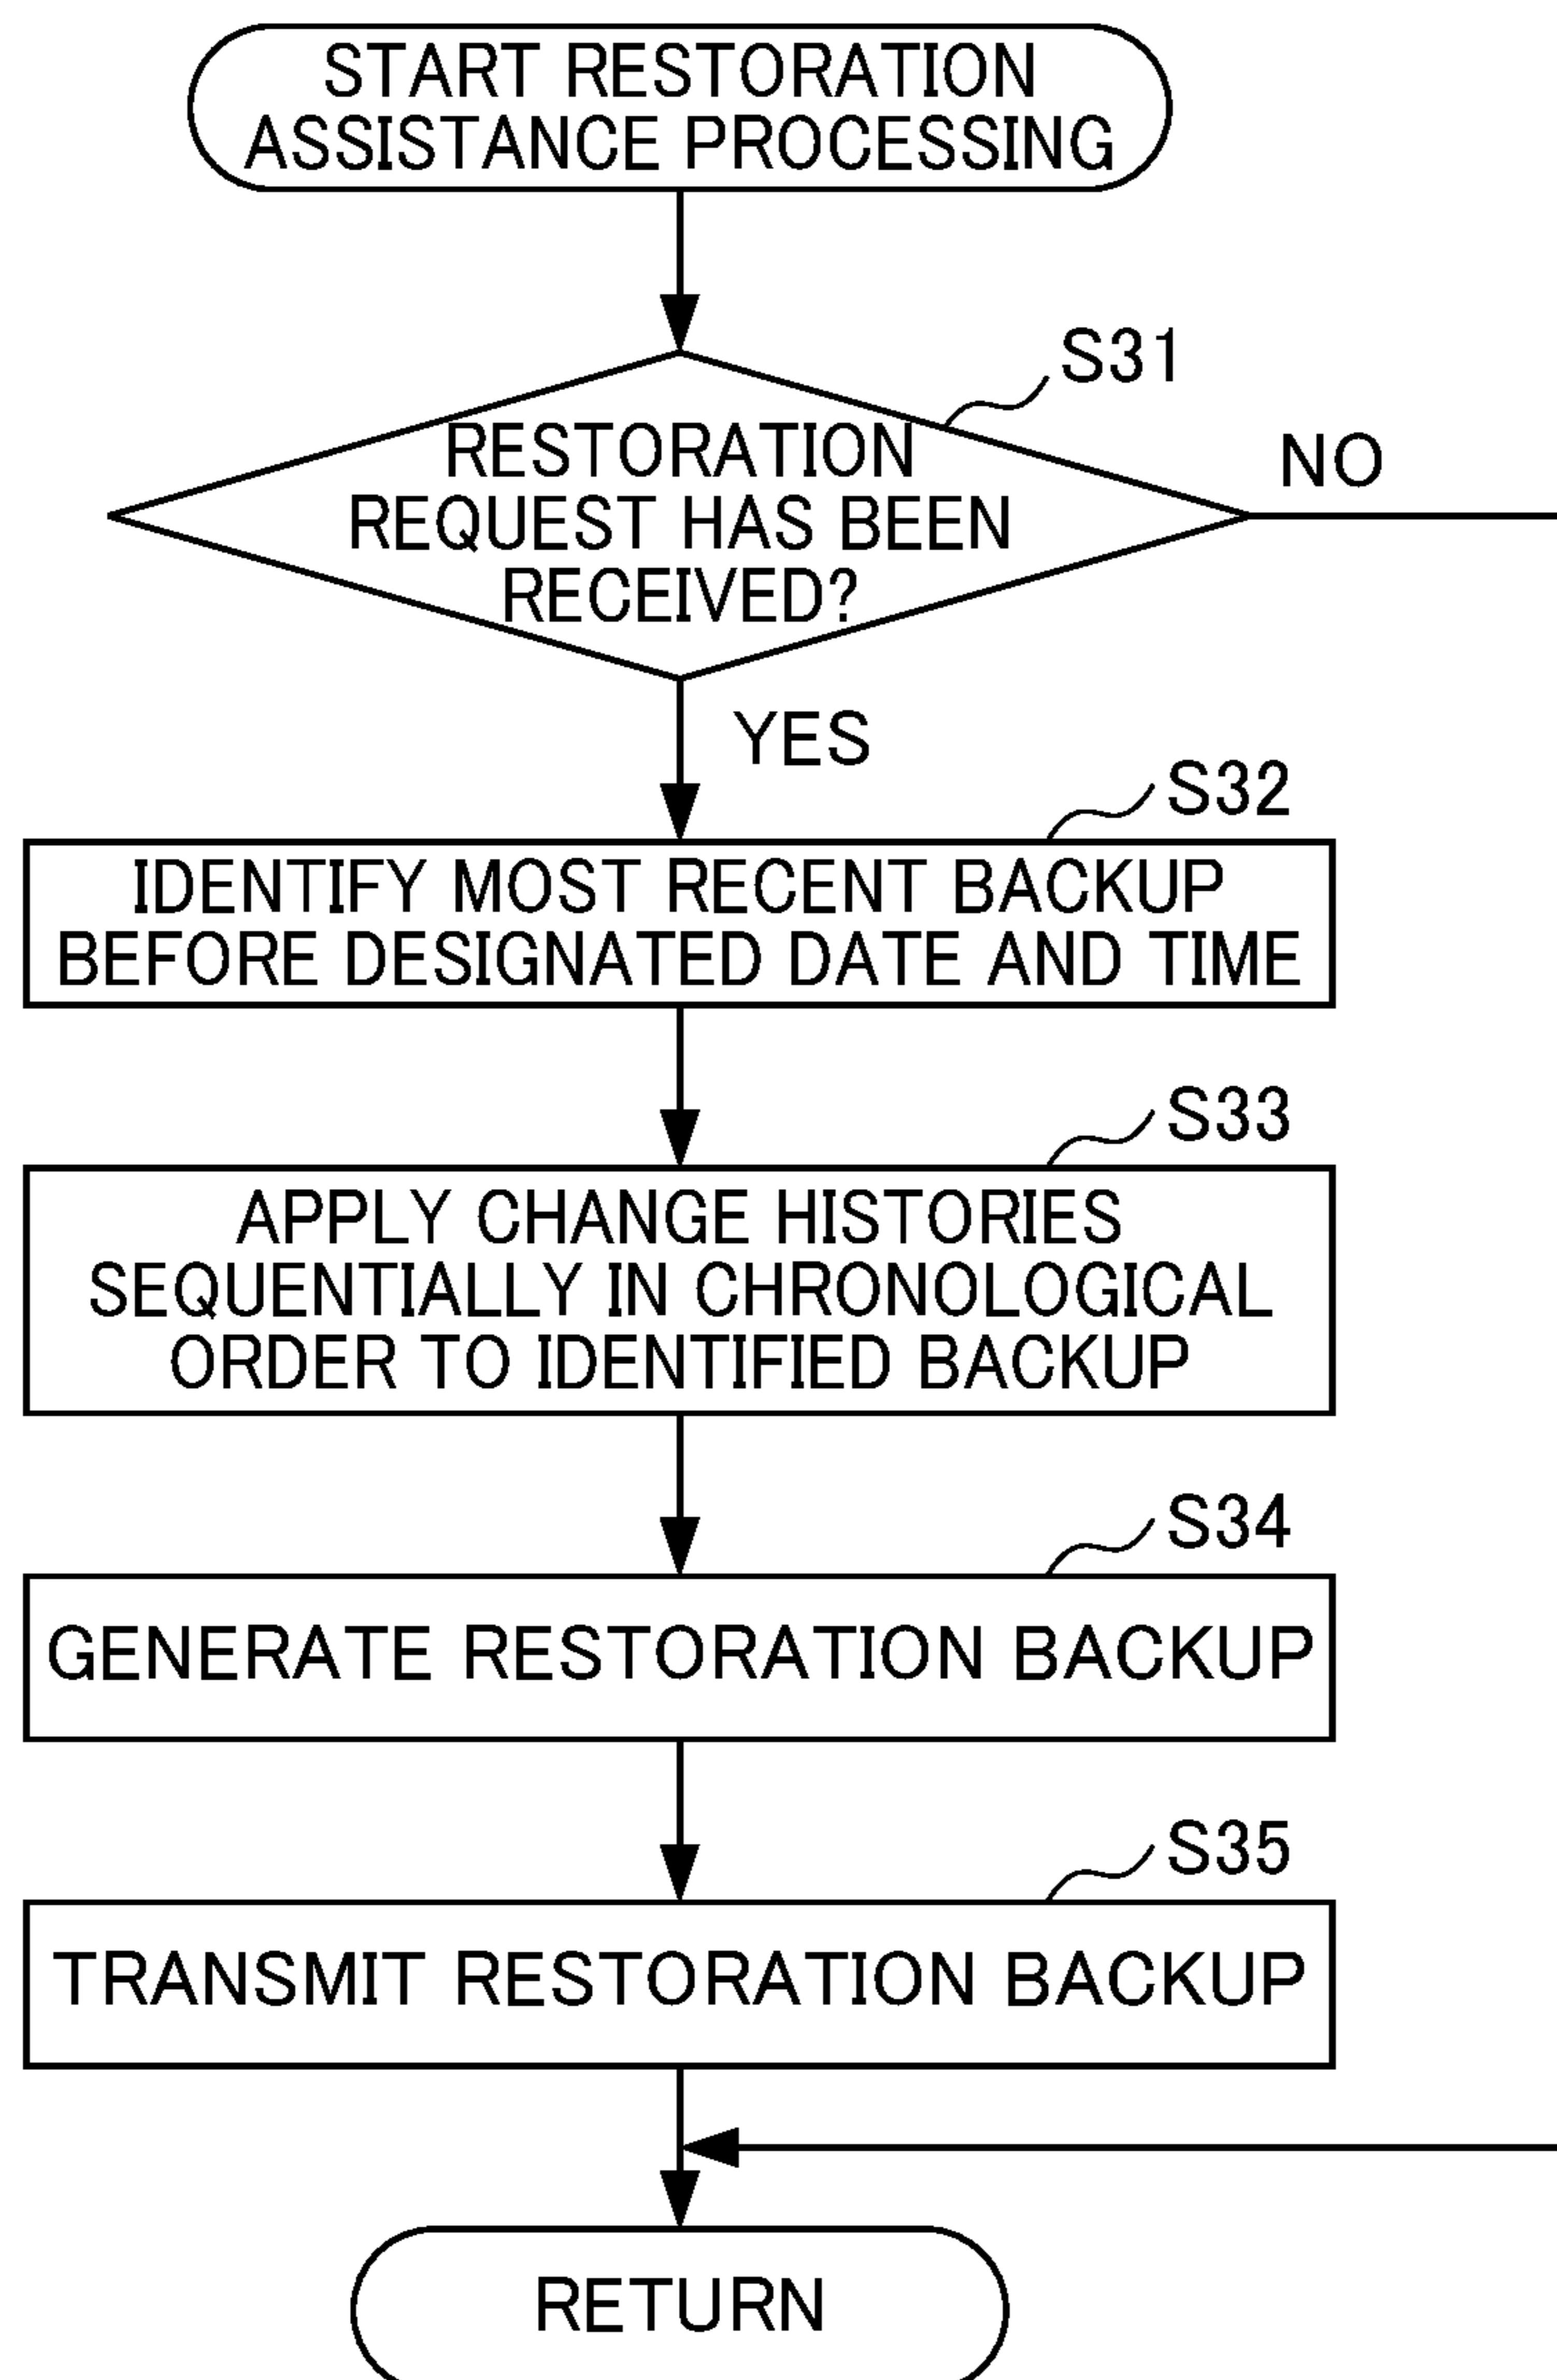 START RESTORATION
ASSISTANCE PROCESSING
S31
RESTORATION
REQUEST HAS BEEN
RECEIVED?
NO
YES
S32
IDENTIFY MOST RECENT BACKUP
BEFORE DESIGNATED DATE AND TIME
S33
APPLY CHANGE HISTORIES
SEQUENTIALLY IN CHRONOLOGICAL
ORDER TO IDENTIFIED BACKUP
S34
GENERATE RESTORATION BACKUP
S35
TRANSMIT RESTORATION BACKUP
RETURN